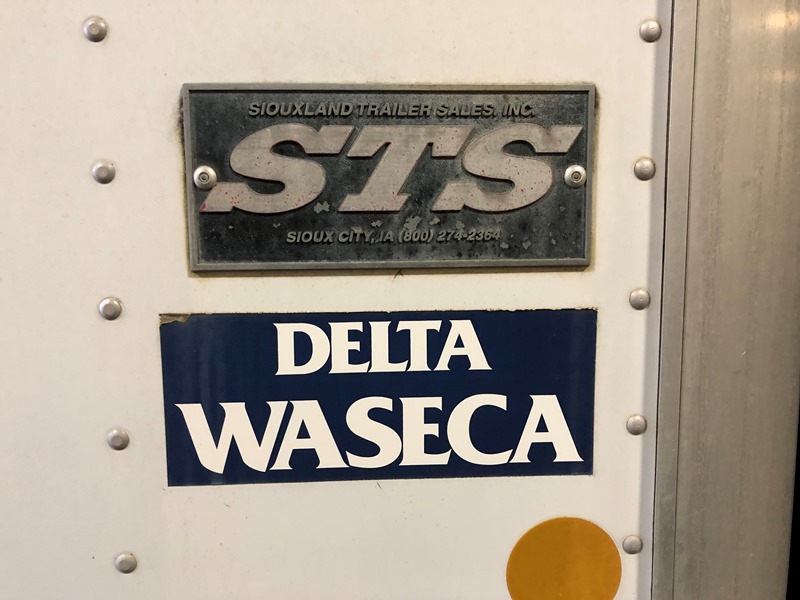 SIOUXLAND TRAILER SALES, INC.
STS
SIOUX CITY, IA (800) 274-2364
DELTA
WASECA